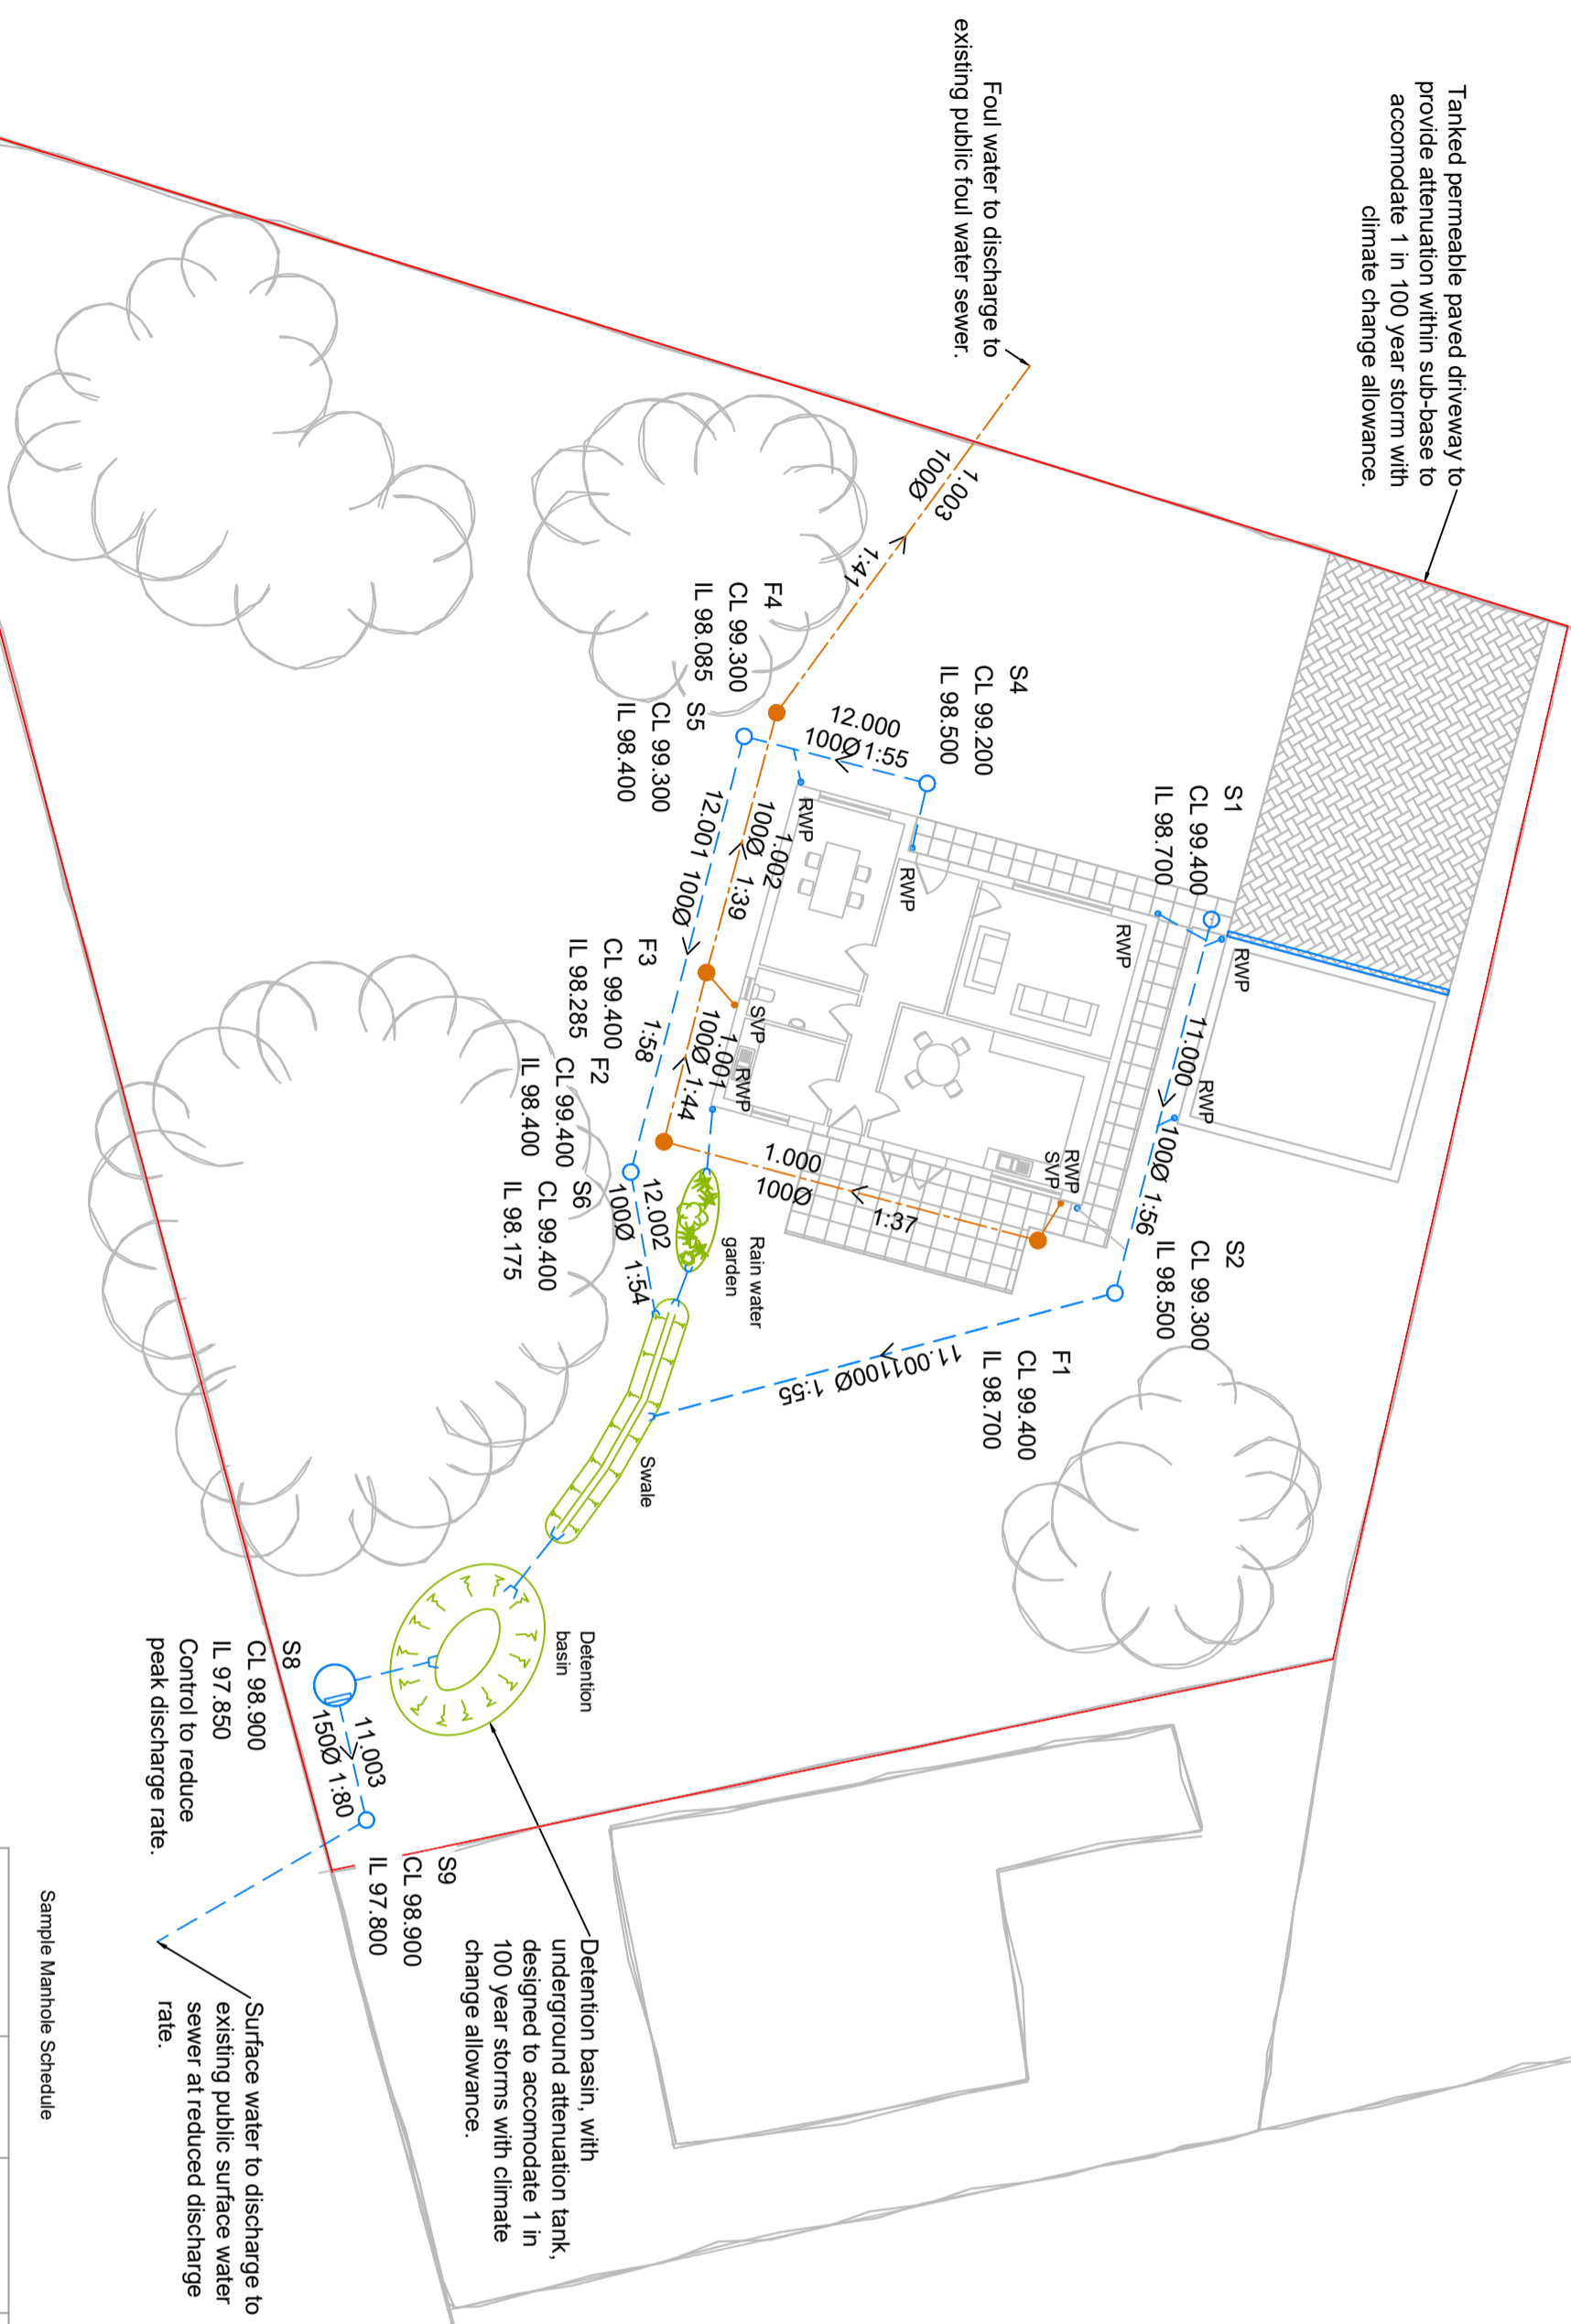 Tanked permeable paved driveway to
provide attenuation within sub-base to
accomodate 1 in 100 year storm with
climate change allowance.
Foul water to discharge to
existing public foul water sewer.
1.003
100Ø
1:41
F4
CL 99.300
IL 98.085
S5
CL 99.300
IL 98.400
S4
CL 99.200
IL 98.500
12.000
100Ø 1:55
S1
CL 99.400
IL 98.700
RWP
RWP
RWP
RWP
RWP
RWP
SVP
SVP
RWP
11.000
100Ø 1:56
12.001 100Ø
1:58
1.002
100Ø 1:39
F3
CL 99.400
IL 98.285
1.001
100Ø 1:44
F2
CL 99.400
IL 98.400
S6
CL 99.400
IL 98.175
1.000
100Ø
1:37
12.002
100Ø 1:54
Rain water
garden
S2
CL 99.300
IL 98.500
F1
CL 99.400
IL 98.700
11.001100Ø 1:55
Swale
Detention
basin
S8
CL 98.900
IL 97.850
Control to reduce
peak discharge rate.
11.003
150Ø 1:80
S9
CL 98.900
IL 97.800
Detention basin, with
underground attenuation tank,
designed to accomodate 1 in
100 year storms with climate
change allowance.
Surface water to discharge to
existing public surface water
sewer at reduced discharge
rate.
Sample Manhole Schedule